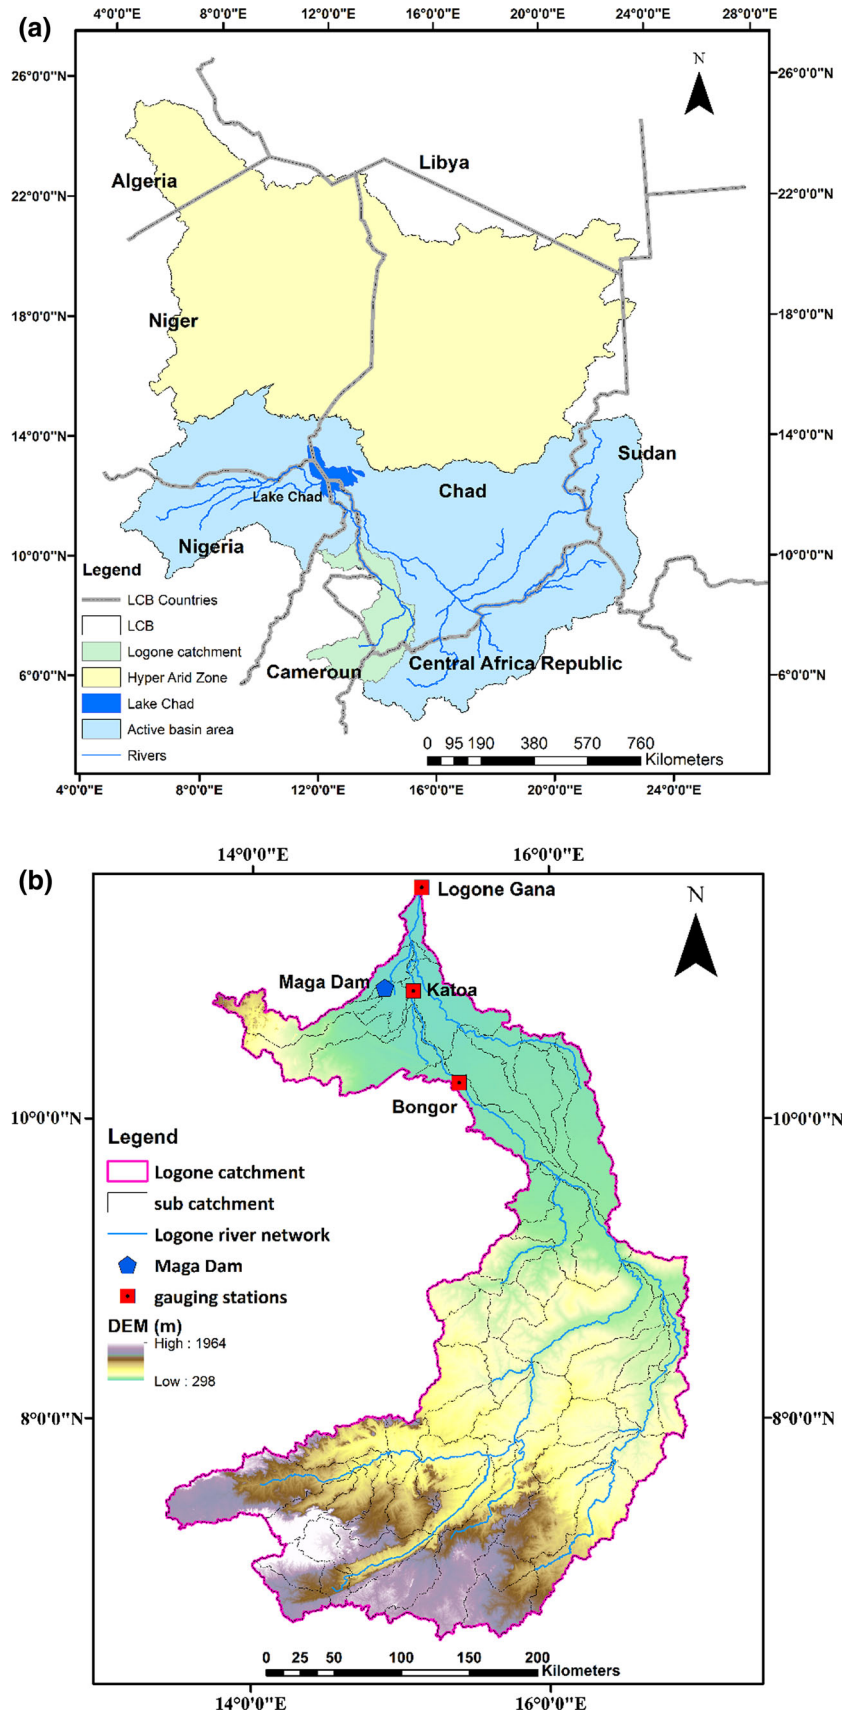 (a)
4°0'0"E 8°0'0"E 12°0'0"E 16°0'0"E 20°0'0"E 24°0'0"E 28°0'0"E
N
26°0'0"N 26°0'0"N
Libya
Algeria
22°0'0"N 22°0'0"N
Niger
18°0'0"N 18°0'0"N
14°0'0"N 14°0'0"N
Sudan
Chad
Lake Chad
Nigeria
10°0'0"N 10°0'0"N
Legend
LCB Countries
LCB
Logone catchment
Hyper Arid Zone
Lake Chad
Active basin area
Rivers
Central Africa Republic
Cameroun
6°0'0"N 6°0'0"N
0 95 190 380 570 760
Kilometers
4°0'0"E 8°0'0"E 12°0'0"E 16°0'0"E 20°0'0"E 24°0'0"E
(b)
14°0'0"E 16°0'0"E
Logone Gana
N
Maga Dam
Katoa
Bongor
10°0'0"N 10°0'0"N
Legend
Logone catchment
sub catchment
Logone river network
Maga Dam
gauging stations
DEM (m)
High : 1964
Low : 298
8°0'0"N 8°0'0"N
0 25 50 100 150 200
Kilometers
14°0'0"E 16°0'0"E